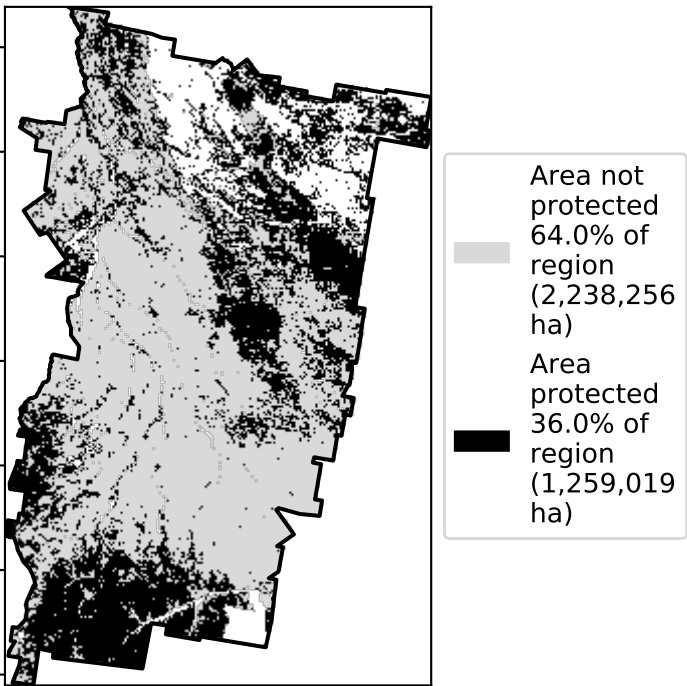 Area not
protected
64.0% of
region
(2,238,256
ha)
Area
protected
36.0% of
region
(1,259,019
ha)